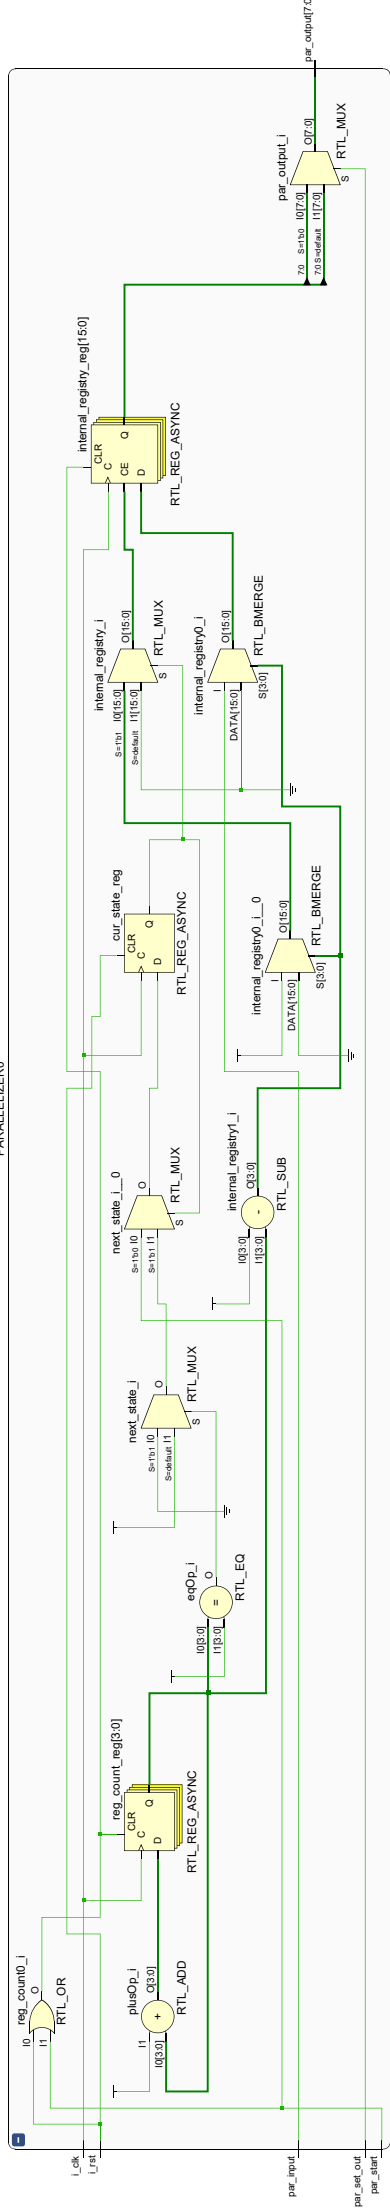 i_clk
i_rst
par_input
par_set_out
par_start
reg_count0_i
I0
I1
O
RTL_OR
plusOp_i
I1
I0[3:0]
+
O[3:0]
RTL_ADD
reg_count_reg[3:0]
CLR
C
D
Q
RTL_REG_ASYNC
eqOp_i
I0[3:0]
I1[3:0]
=
O
RTL_EQ
next_state_i
S=1'b1 I0
S=default I1
O
S
RTL_MUX
next_state_i__0
S=1'b0 I0
S=1'b1 I1
O
S
RTL_MUX
internal_registry1_i
I0[3:0]
I1[3:0]
-
O[3:0]
RTL_SUB
cur_state_reg
CLR
C
D
Q
RTL_REG_ASYNC
internal_registry0_i__0
I
DATA[15:0]
O[15:0]
S[3:0]
RTL_BMERGE
internal_registry_i
S=1'b1 I0[15:0]
S=default I1[15:0]
O[15:0]
S
RTL_MUX
internal_registry0_i
I
DATA[15:0]
O[15:0]
S[3:0]
RTL_BMERGE
internal_registry_reg[15:0]
CLR
C
CE
D
Q
RTL_REG_ASYNC
par_output_i
7:0 S=1'b0 I0[7:0]
7:0 S=default I1[7:0]
O[7:0]
S
RTL_MUX
par_output[7:0